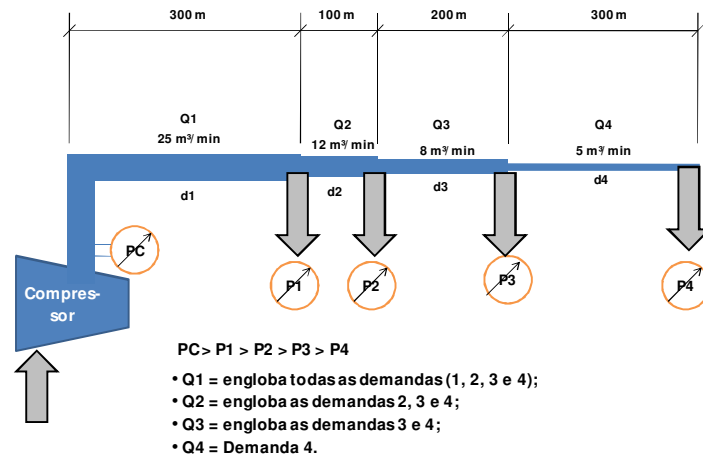 300 m 100 m 200 m 300 m
Q1 Q2 Q3 Q4
25 m³/ min 12 m³/ min 8 m³/ min 5 m³/ min
d1 d2 d3 d4
PC
Compres-
sor
P1 P2 P3 P4
PC > P1 > P2 > P3 > P4
• Q1 = engloba todas as demandas (1, 2, 3 e 4);
• Q2 = engloba as demandas 2, 3 e 4;
• Q3 = engloba as demandas 3 e 4;
• Q4 = Demanda 4.